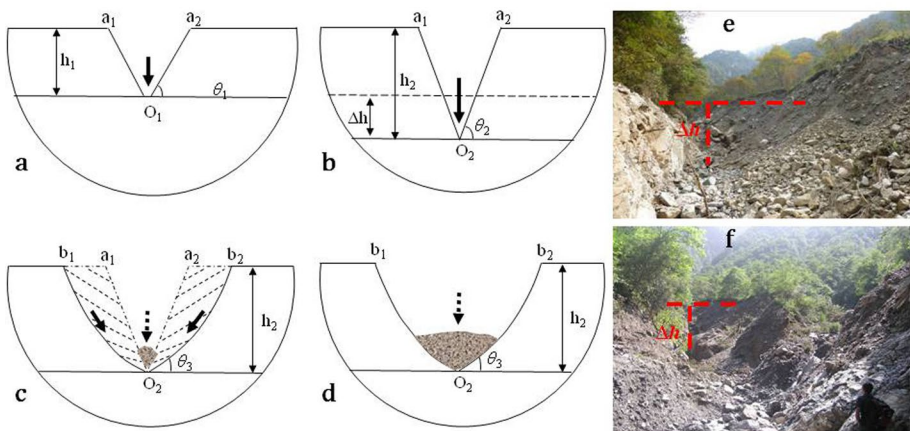 a₁ a₂
h₁
θ₁
O₁
a
a₁ a₂
h₂
Δh
θ₂
O₂
b
b₁ a₁ a₂ b₂
h₂
θ₃
O₂
c
b₁ b₂
h₂
θ₃
O₂
d
e
Δh
f
Δh